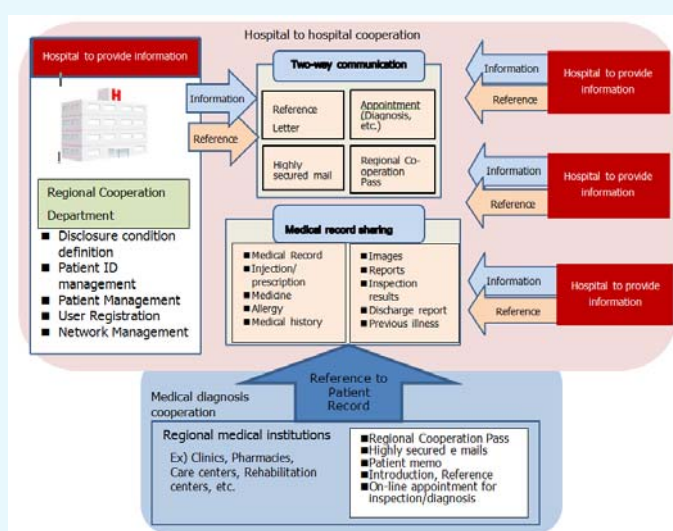 Hospital to hospital cooperation
Hospital to provide information
H
Information
Reference
Regional Cooperation
Department
■ Disclosure condition
definition
■ Patient ID
management
■ Patient Management
■ User Registration
■ Network Management
Two-way communication
Reference
Letter
Appointment
(Diagnosis,
etc.)
Highly
secured mail
Regional Co-
operation
Pass
Medical record sharing
■ Medical Record
■ Injection/
prescription
■ Medicine
■ Allergy
■ Medical history
■ Images
■ Reports
■ Inspection
results
■ Discharge report
■ Previous illness
Information
Reference
Hospital to provide
information
Information
Reference
Hospital to provide
information
Information
Reference
Hospital to provide
information
Reference to
Patient
Record
Medical diagnosis
cooperation
Regional medical institutions
Ex) Clinics, Pharmacies,
Care centers, Rehabilitation
centers, etc.
■Regional Cooperation Pass
■Highly secured e mails
■Patient memo
■Introduction, Reference
■On-line appointment for
inspection/diagnosis